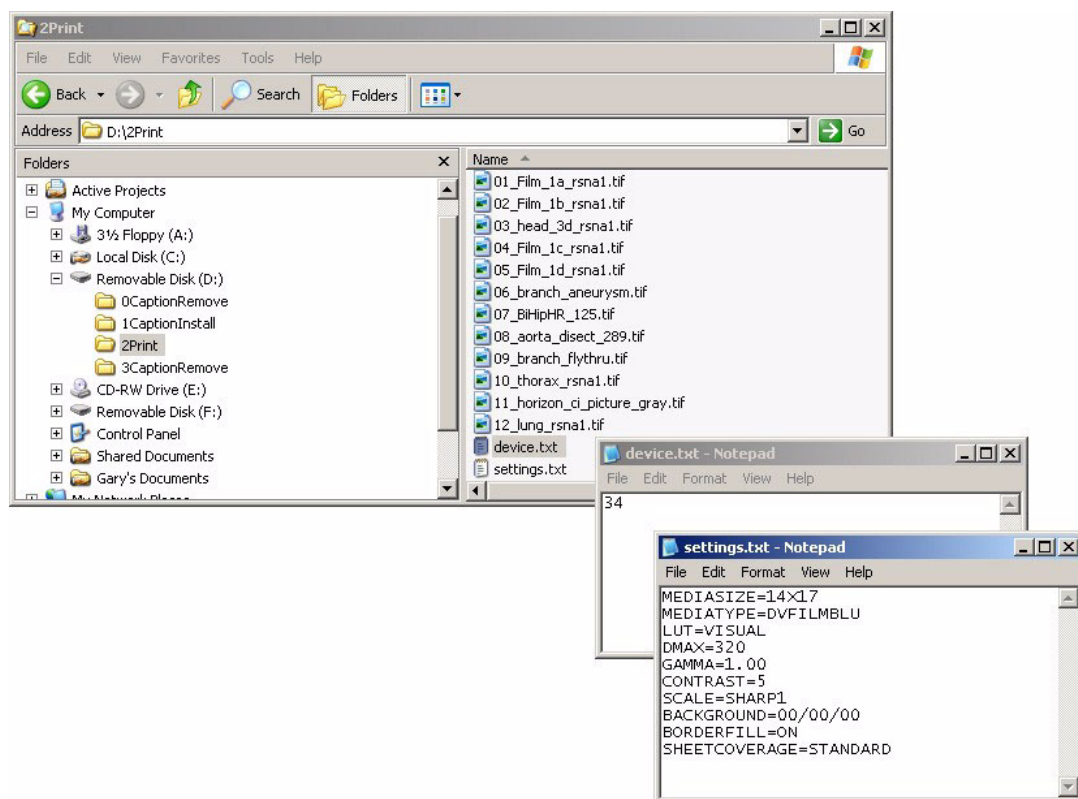 2Print
File Edit View Favorites Tools Help
Back Search Folders
Address D:\2Print Go
Folders
Active Projects
My Computer
3½ Floppy (A:)
Local Disk (C:)
Removable Disk (D:)
0CaptionRemove
1CaptionInstall
2Print
3CaptionRemove
CD-RW Drive (E:)
Removable Disk (F:)
Control Panel
Shared Documents
Gary's Documents
My Network Places
Name
01_Film_1a_rsna1.tif
02_Film_1b_rsna1.tif
03_head_3d_rsna1.tif
04_Film_1c_rsna1.tif
05_Film_1d_rsna1.tif
06_branch_aneurysm.tif
07_BiHipHR_125.tif
08_aorta_disect_289.tif
09_branch_flythru.tif
10_thorax_rsna1.tif
11_horizon_ci_picture_gray.tif
12_lung_rsna1.tif
device.txt
settings.txt
device.txt - Notepad
File Edit Format View Help
34
settings.txt - Notepad
File Edit Format View Help
MEDIASIZE=14X17
MEDIATYPE=DVFILMBLU
LUT=VISUAL
DMAX=320
GAMMA=1.00
CONTRAST=5
SCALE=SHARP1
BACKGROUND=00/00/00
BORDERFILL=ON
SHEETCOVERAGE=STANDARD